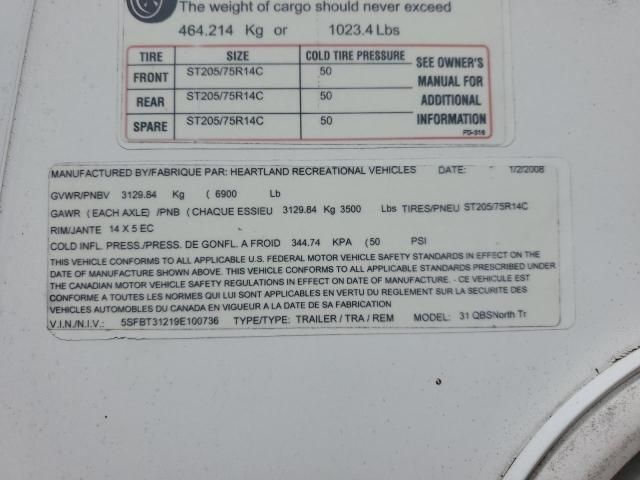 The weight of cargo should never exceed
464.214 Kg or 1023.4 Lbs
TIRE SIZE COLD TIRE PRESSURE SEE OWNER'S
FRONT ST205/75R14C 50 MANUAL FOR
REAR ST205/75R14C 50 ADDITIONAL
SPARE ST205/75R14C 50 INFORMATION
FD-316
MANUFACTURED BY/FABRIQUE PAR: HEARTLAND RECREATIONAL VEHICLES DATE: 1/2/2008
GVWR/PNBV 3129.84 Kg ( 6900 Lb
GAWR (EACH AXLE) /PNB (CHAQUE ESSIEU 3129.84 Kg 3500 Lbs TIRES/PNEU ST205/75R14C
RIM/JANTE 14 X 5 EC
COLD INFL. PRESS./PRESS. DE GONFL. A FROID 344.74 KPA (50 PSI
THIS VEHICLE CONFORMS TO ALL APPLICABLE U.S. FEDERAL MOTOR VEHICLE SAFETY STANDARDS IN EFFECT ON THE
DATE OF MANUFACTURE SHOWN ABOVE. THIS VEHICLE CONFORMS TO ALL APPLICABLE STANDARDS PRESCRIBED UNDER
THE CANADIAN MOTOR VEHICLE SAFETY REGULATIONS IN EFFECT ON DATE OF MANUFACTURE. - CE VEHICULE EST
CONFORME A TOUTES LES NORMES QUI LUI SONT APPLICABLES EN VERTU DU REGLEMENT SUR LA SECURITE DES
VEHICLES AUTOMOBILES DU CANADA EN VIGUEUR A LA DATE DE SA FABRICATION
V.I.N./N.I.V.: 5SFBT31219E100736 TYPE/TYPE: TRAILER / TRA / REM MODEL: 31 QBSNorth Tr